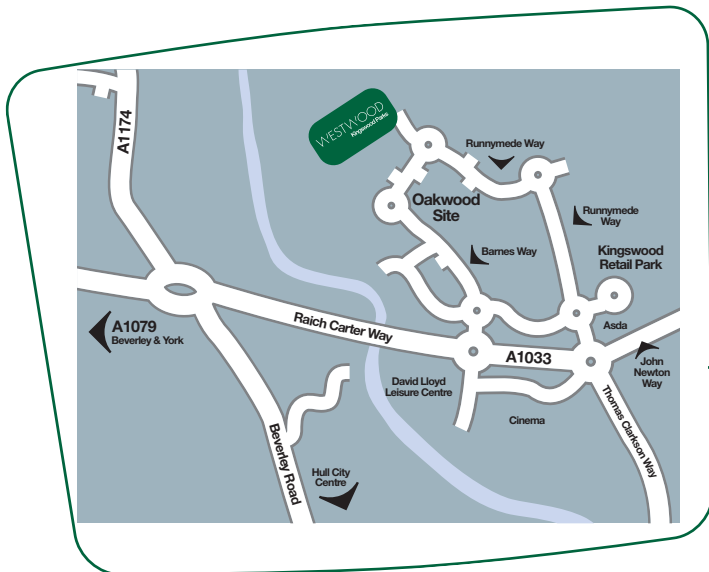 A1174
WESTWOOD
Kingswood Parks
Runnymede Way
Oakwood
Site
Runnymede
Way
Barnes Way
Kingswood
Retail Park
A1079
Beverley & York
Raich Carter Way
Asda
A1033
John
Newton
Way
David Lloyd
Leisure Centre
Thomas Clarkson Way
Cinema
Beverley Road
Hull City
Centre